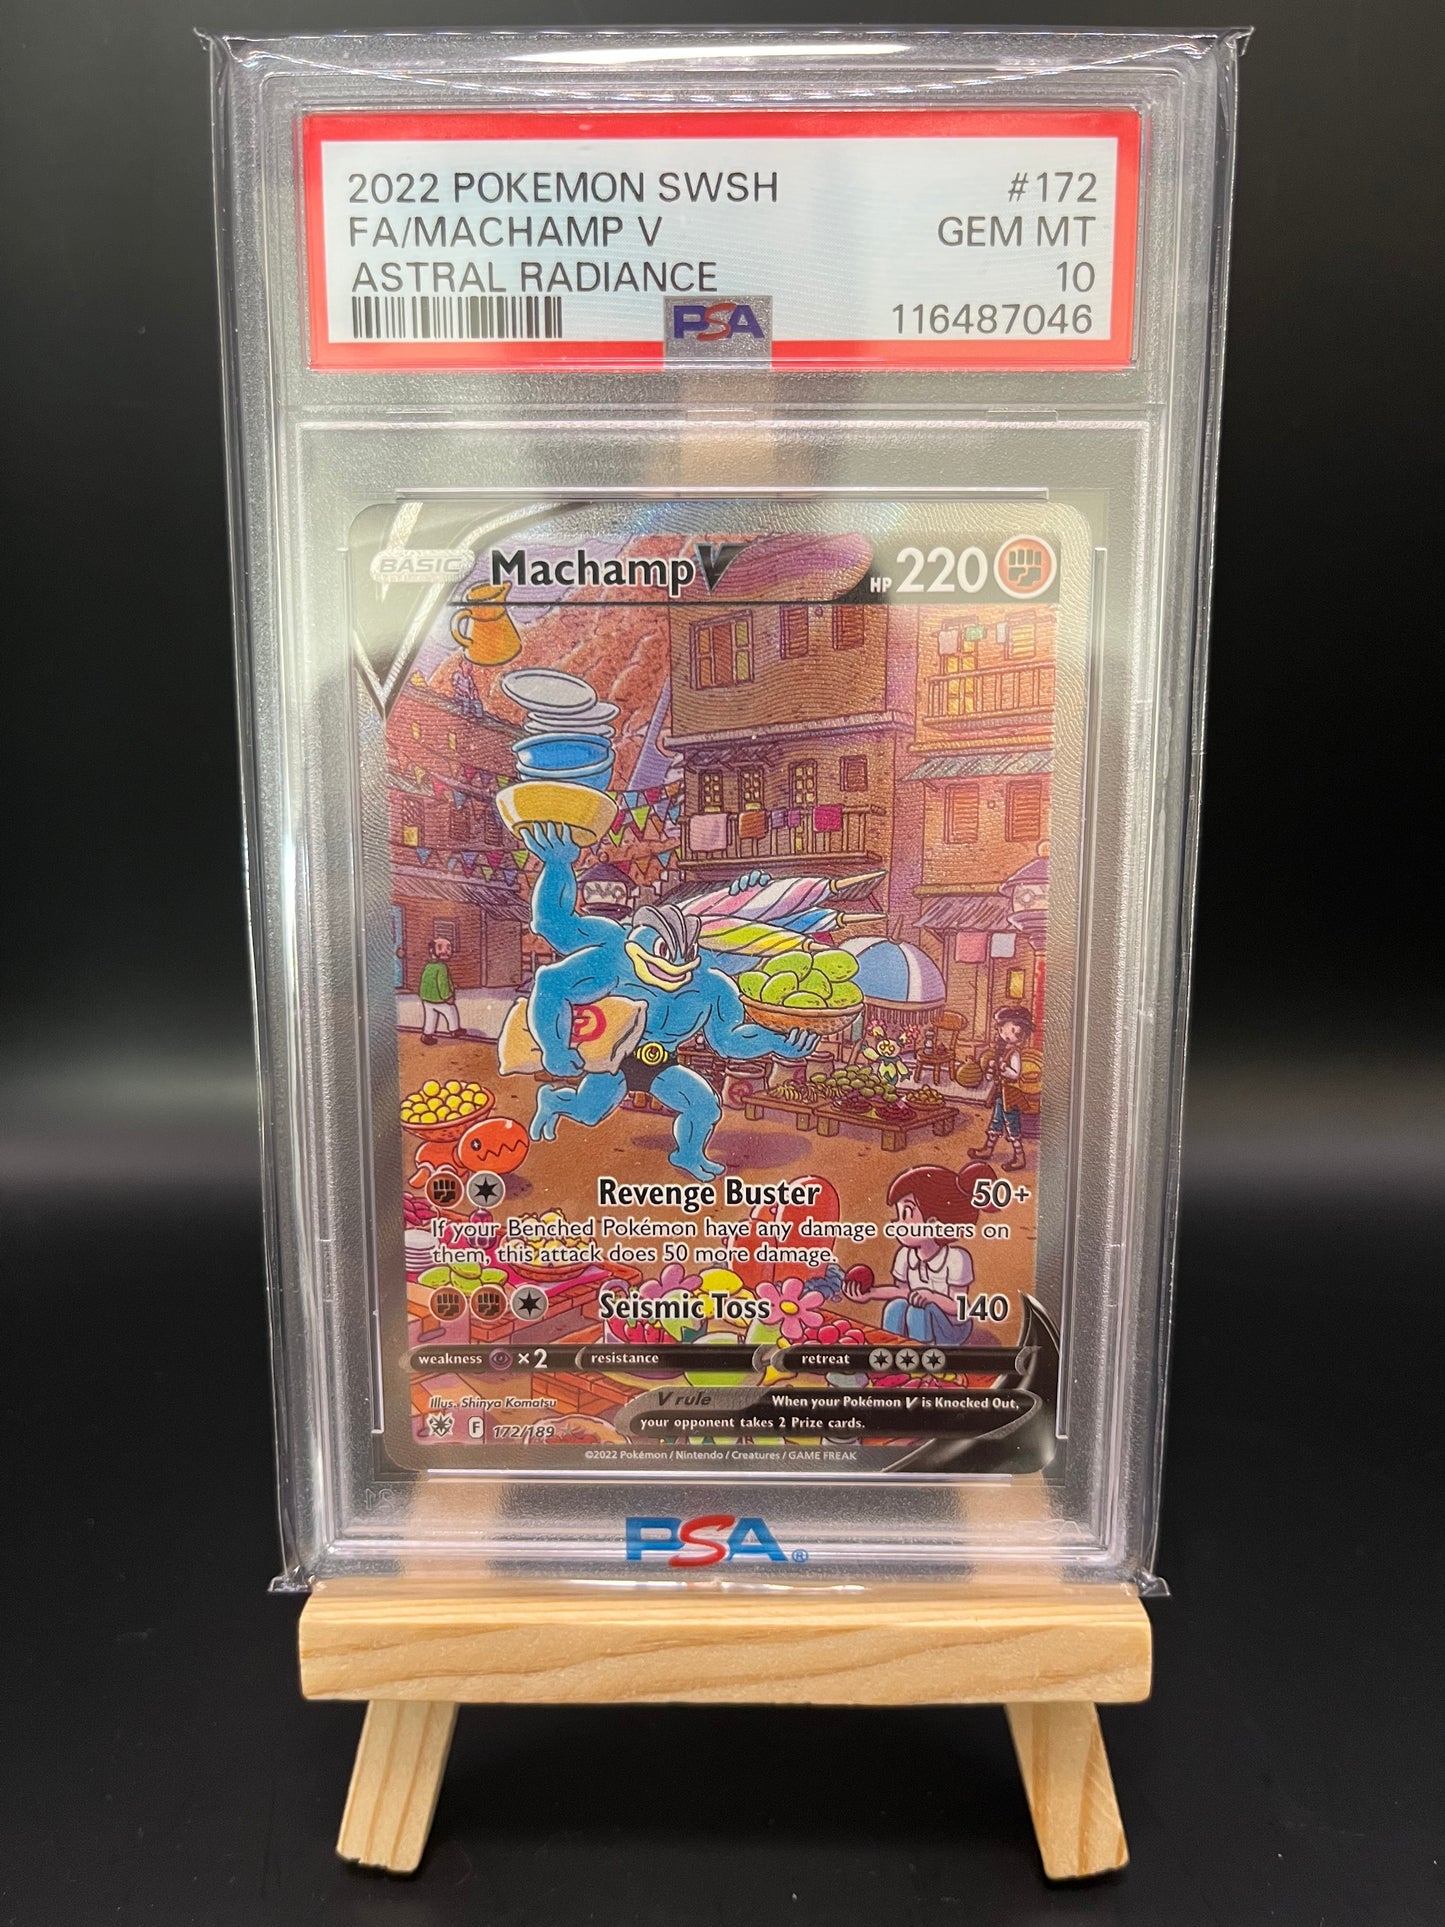 2022 POKEMON SWSH #172
FA/MACHAMP V GEM MT
ASTRAL RADIANCE 10
PSA 116487046
BASIC MachampV HP 220
Revenge Buster 50+
If your Benched Pokémon have any damage counters on
them, this attack does 50 more damage.
Seismic Toss 140
weakness ×2 resistance retreat
Illus. Shinya Komatsu
V rule When your Pokémon V is Knocked Out,
your opponent takes 2 Prize cards.
F 172/189
©2022 Pokémon / Nintendo / Creatures / GAME FREAK
PSA®